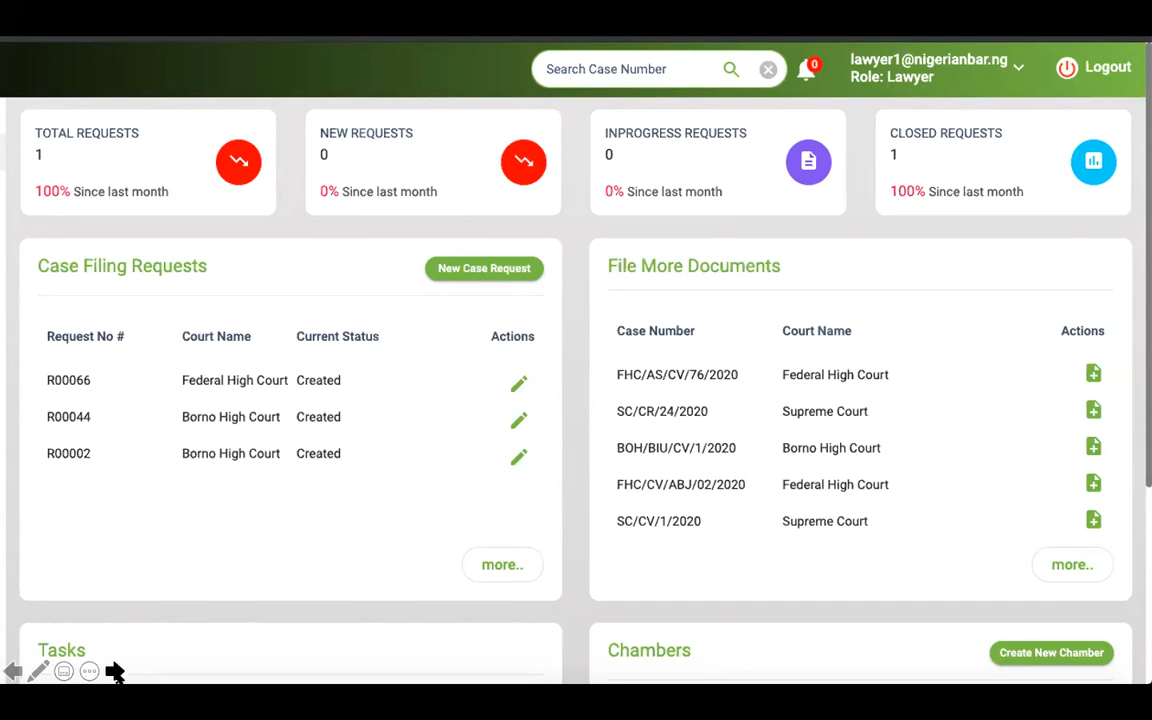 Search Case Number
0
lawyer1@nigerianbar.ng
Role: Lawyer
Logout
TOTAL REQUESTS
1
100% Since last month
NEW REQUESTS
0
0% Since last month
INPROGRESS REQUESTS
0
0% Since last month
CLOSED REQUESTS
1
100% Since last month
Case Filing Requests
New Case Request
Request No # Court Name Current Status Actions
R00066 Federal High Court Created
R00044 Borno High Court Created
R00002 Borno High Court Created
more..
File More Documents
Case Number Court Name Actions
FHC/AS/CV/76/2020 Federal High Court
SC/CR/24/2020 Supreme Court
BOH/BIU/CV/1/2020 Borno High Court
FHC/CV/ABJ/02/2020 Federal High Court
SC/CV/1/2020 Supreme Court
more..
Tasks
Chambers
Create New Chamber